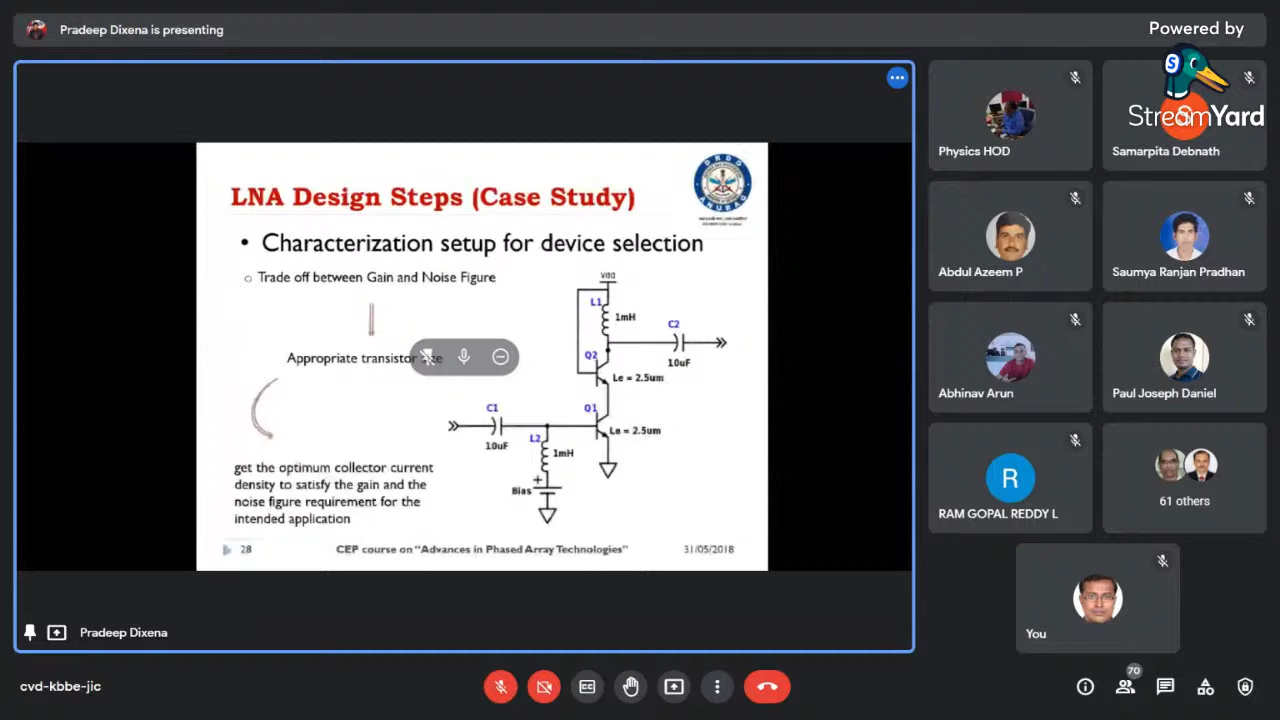 Pradeep Dixena is presenting
Powered by
StreamYard
LNA Design Steps (Case Study)
DRDO
ANURAG
• Characterization setup for device selection
Trade off between Gain and Noise Figure
Appropriate transistor
get the optimum collector current
density to satisfy the gain and the
noise figure requirement for the
intended application
L1
1mH
C2
10uF
Q2
Le = 2.5um
C1
10uF
Q1
Le = 2.5um
L2
1mH
+
Bias
28
CEP course on "Advances in Phased Array Technologies"
31/05/2018
Pradeep Dixena
Physics HOD
S
Samarpita Debnath
Abdul Azeem P
Saumya Ranjan Pradhan
Abhinav Arun
Paul Joseph Daniel
R
RAM GOPAL REDDY L
61 others
You
cvd-kbbe-jic
70